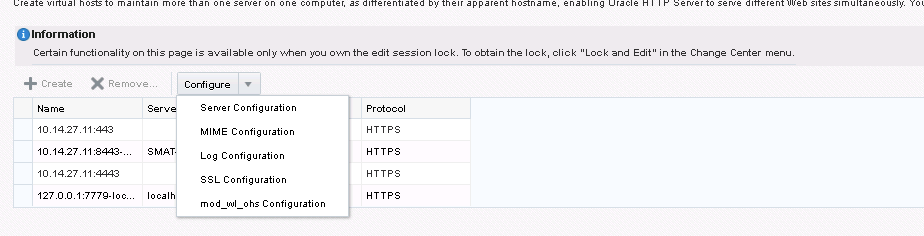 Create virtual hosts to maintain more than one server on one computer, as differentiated by their apparent hostname, enabling Oracle HTTP Server to serve different Web sites simultaneously. You
Information
Certain functionality on this page is available only when you own the edit session lock. To obtain the lock, click "Lock and Edit" in the Change Center menu.
Create Remove... Configure
Name Serve Protocol
10.14.27.11:443 HTTPS
10.14.27.11:8443-... SMAT- HTTPS
10.14.27.11:4443 HTTPS
127.0.0.1:7779-loc... localh HTTPS
Server Configuration
MIME Configuration
Log Configuration
SSL Configuration
mod_wl_ohs Configuration